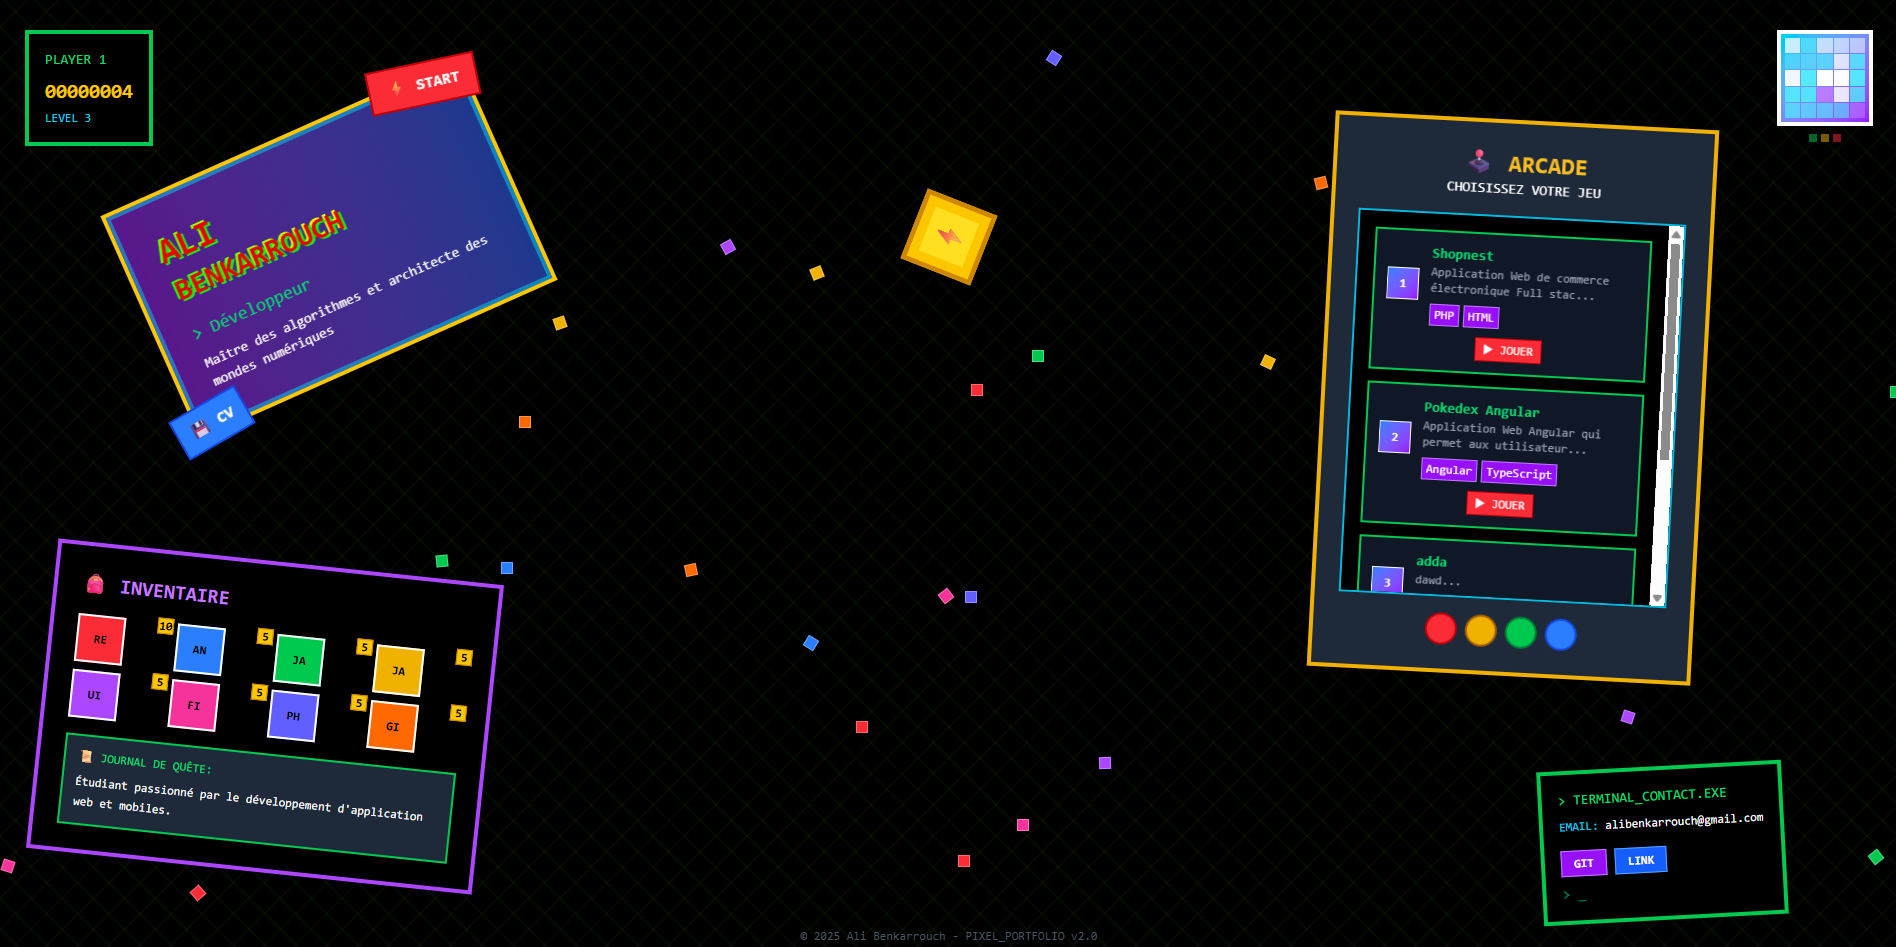 PLAYER 1
00000004
LEVEL 3
START
ALI
BENKARROUCH
> Développeur
Maître des algorithmes et architecte des
mondes numériques
CV
INVENTAIRE
RE
10
AN
5
JA
5
JA
5
UI
5
FI
5
PH
5
GI
5
JOURNAL DE QUÊTE:
Étudiant passionné par le développement d'application
web et mobiles.
ARCADE
CHOISISSEZ VOTRE JEU
1
Shopnest
Application Web de commerce
électronique Full stac...
PHP HTML
▶ JOUER
2
Pokedex Angular
Application Web Angular qui
permet aux utilisateur...
Angular TypeScript
▶ JOUER
3
adda
dawd...
> TERMINAL_CONTACT.EXE
EMAIL: alibenkarrouch@gmail.com
GIT LINK
> _
© 2025 Ali Benkarrouch - PIXEL_PORTFOLIO v2.0